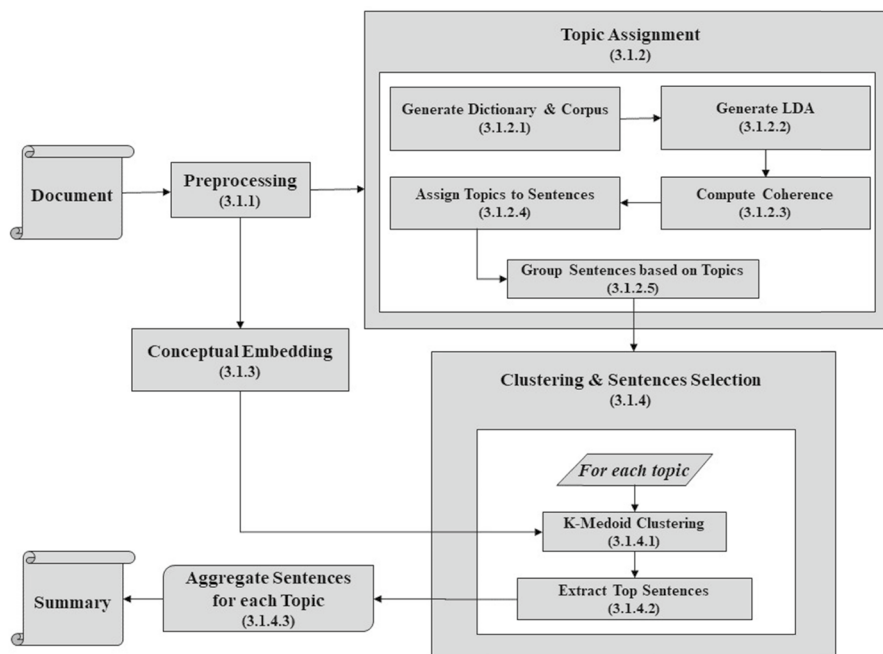 Topic Assignment
(3.1.2)
Generate Dictionary & Corpus
(3.1.2.1)
Generate LDA
(3.1.2.2)
Document
Preprocessing
(3.1.1)
Assign Topics to Sentences
(3.1.2.4)
Compute Coherence
(3.1.2.3)
Group Sentences based on Topics
(3.1.2.5)
Conceptual Embedding
(3.1.3)
Clustering & Sentences Selection
(3.1.4)
For each topic
K-Medoid Clustering
(3.1.4.1)
Extract Top Sentences
(3.1.4.2)
Aggregate Sentences
for each Topic
(3.1.4.3)
Summary